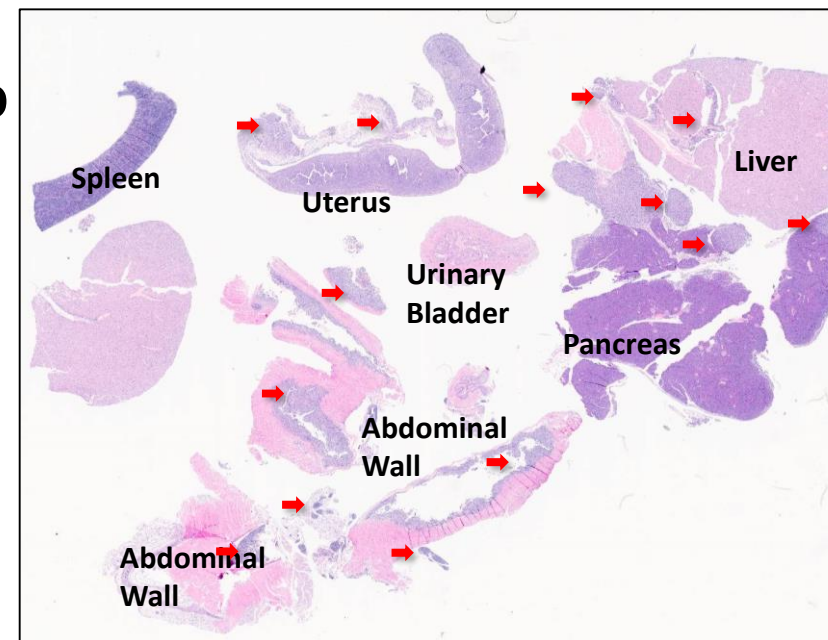 Spleen
Uterus
Liver
Urinary
Bladder
Pancreas
Abdominal
Wall
Abdominal
Wall